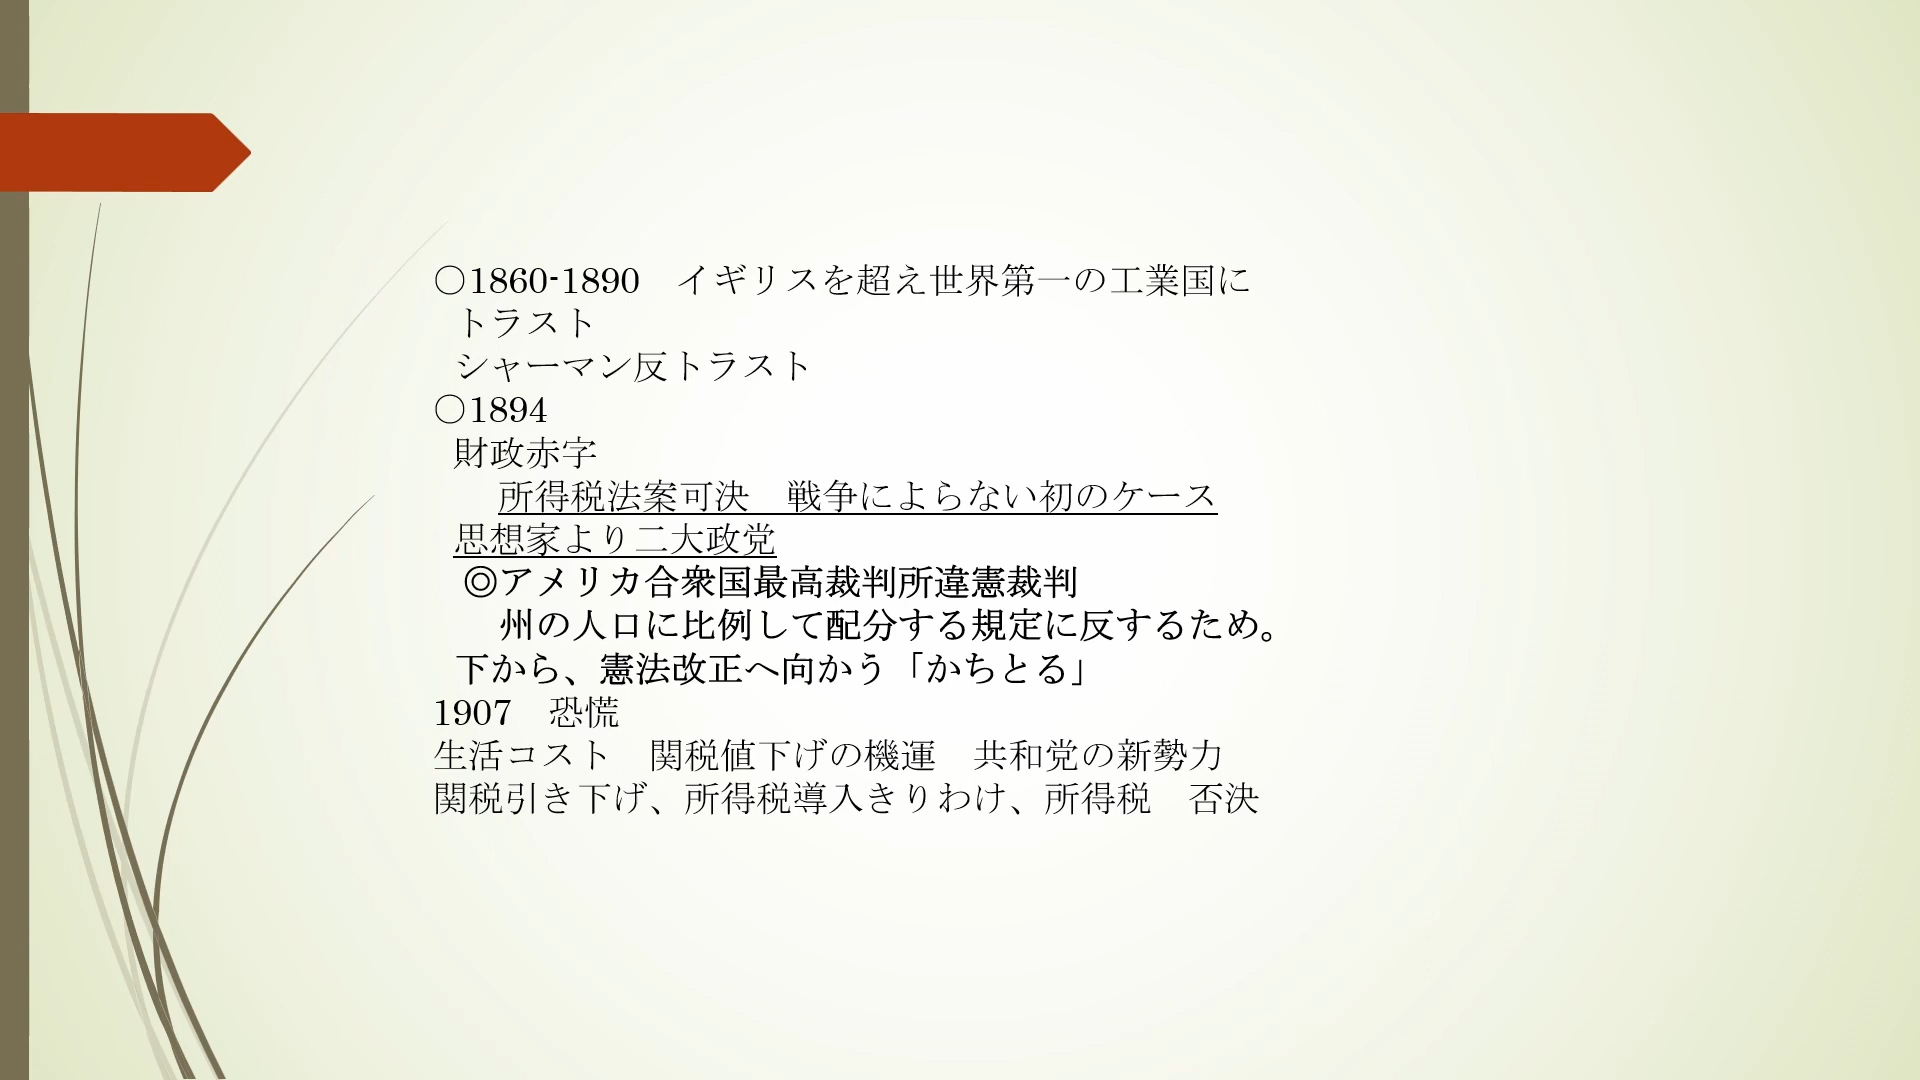 〇1860-1890　イギリスを超え世界第一の工業国に
トラスト
シャーマン反トラスト
〇1894
財政赤字
所得税法案可決　戦争によらない初のケース
思想家より二大政党
◎アメリカ合衆国最高裁判所違憲裁判
州の人口に比例して配分する規定に反するため。
下から、憲法改正へ向かう「かちとる」
1907　恐慌
生活コスト　関税値下げの機運　共和党の新勢力
関税引き下げ、所得税導入きりわけ、所得税　否決